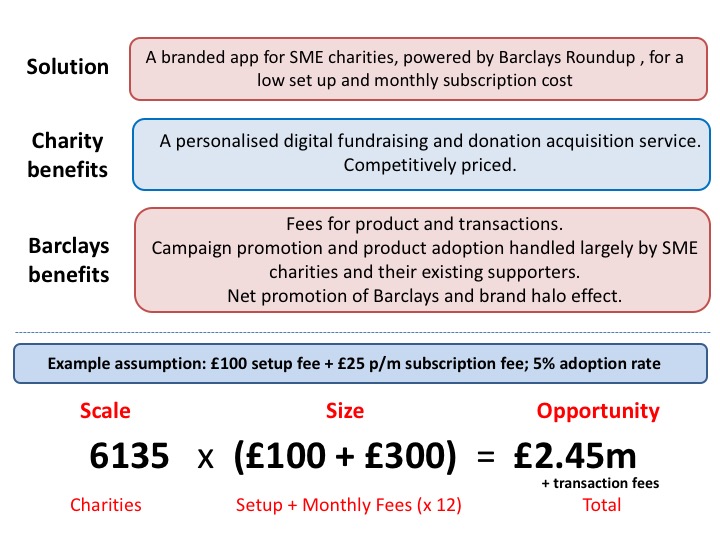 Solution
A branded app for SME charities, powered by Barclays Roundup , for a
low set up and monthly subscription cost
Charity
benefits
A personalised digital fundraising and donation acquisition service.
Competitively priced.
Barclays
benefits
Fees for product and transactions.
Campaign promotion and product adoption handled largely by SME
charities and their existing supporters.
Net promotion of Barclays and brand halo effect.
Example assumption: £100 setup fee + £25 p/m subscription fee; 5% adoption rate
Scale Size Opportunity
6135 x (£100 + £300) = £2.45m
+ transaction fees
Charities Setup + Monthly Fees (x 12) Total